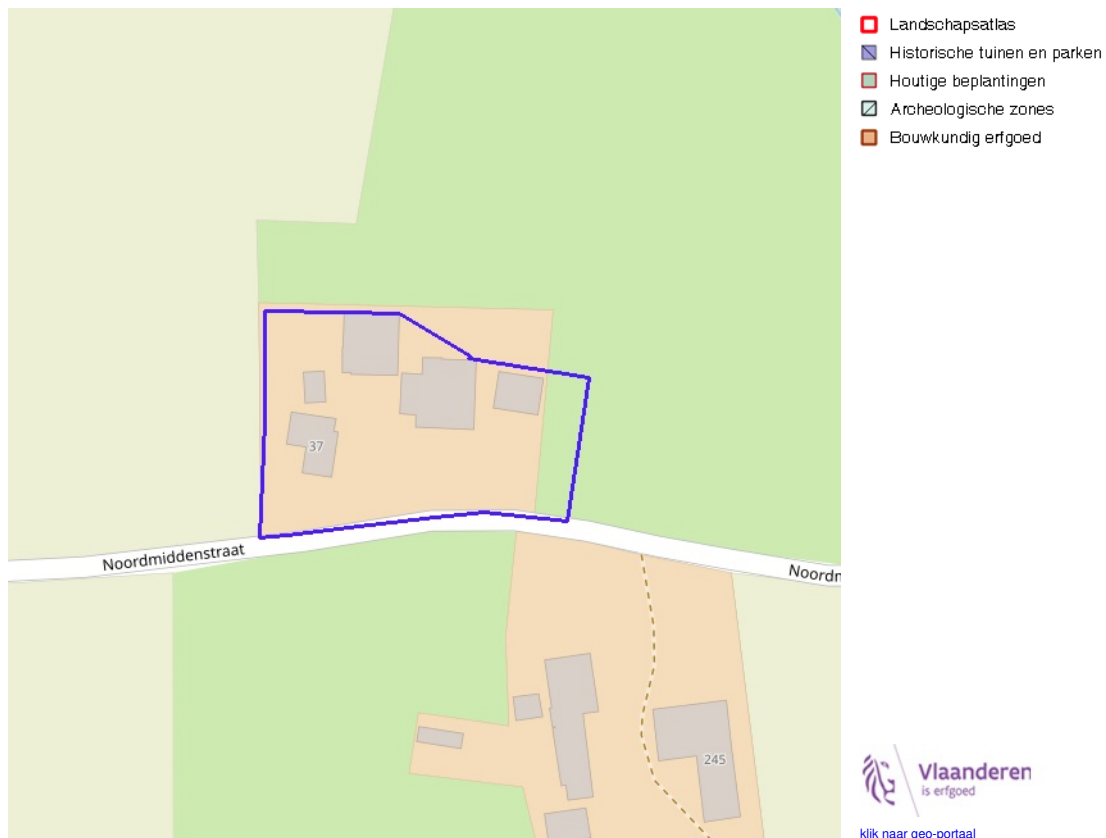 Landschapsatlas
Historische tuinen en parken
Houtige beplantingen
Archeologische zones
Bouwkundig erfgoed
37
Noordmiddenstraat
Noordm
245
Vlaanderen
is erfgoed
klik naar geo-portaal